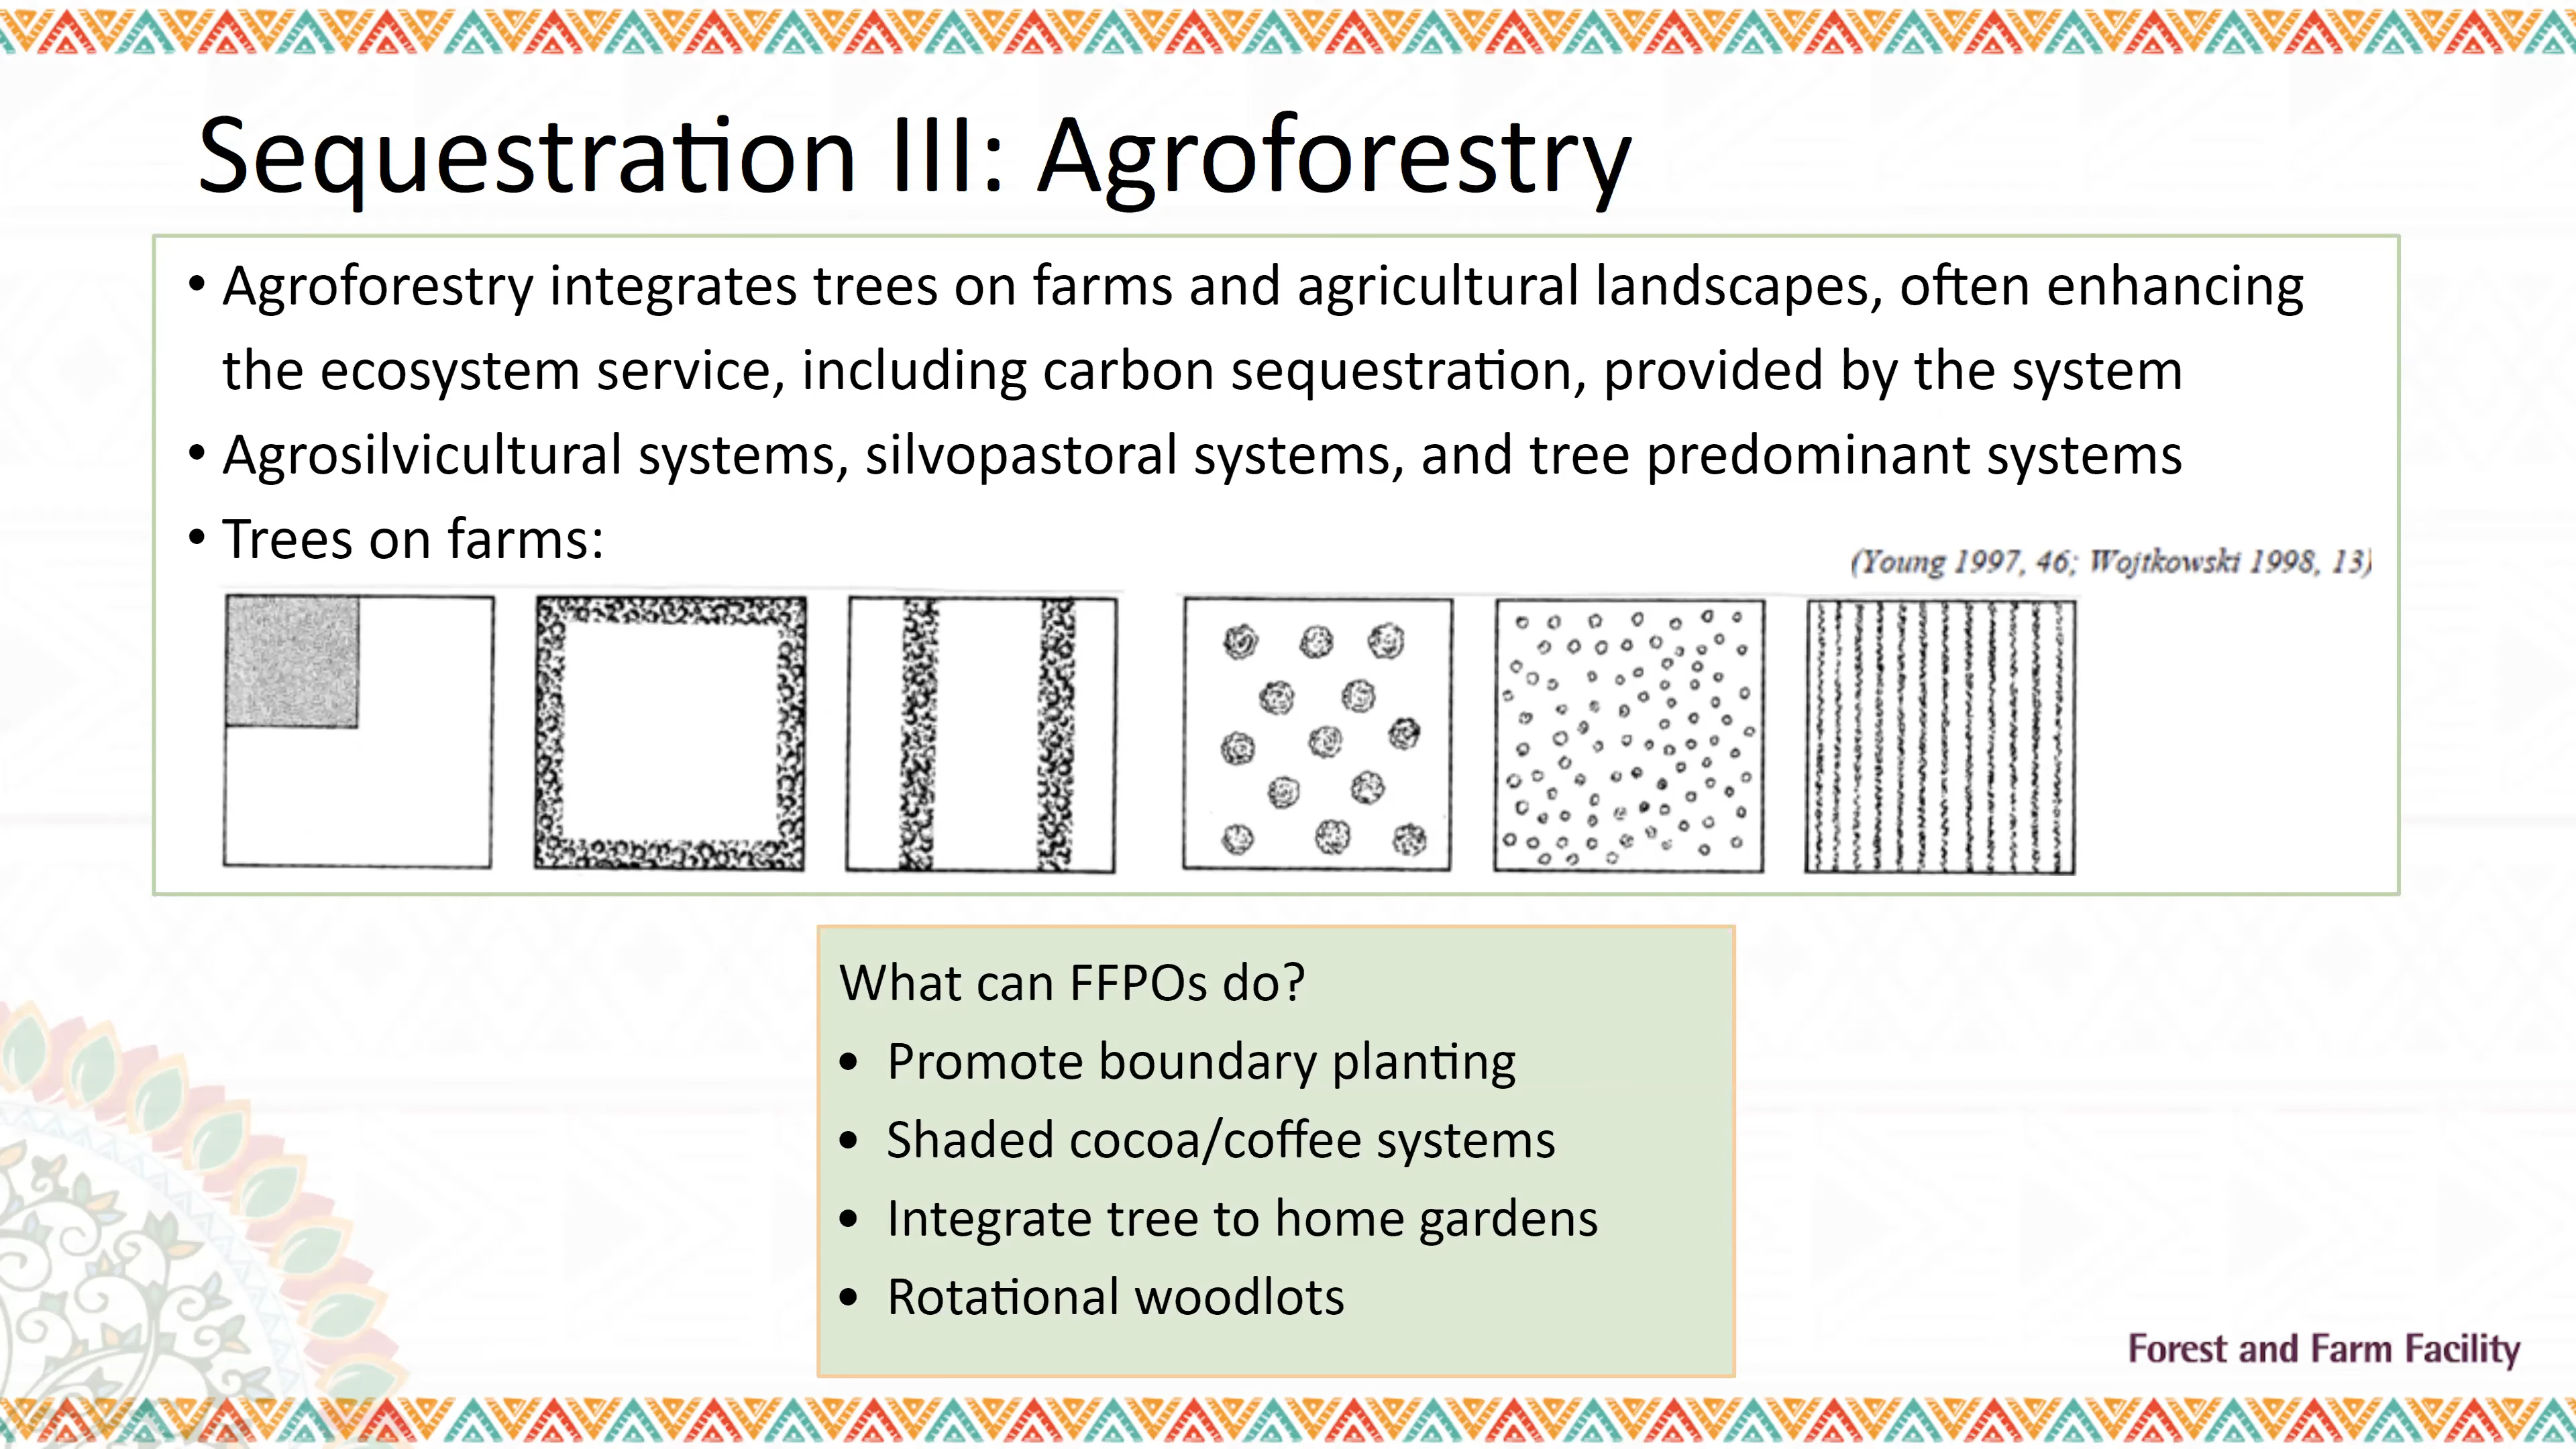 Sequestration III: Agroforestry
• Agroforestry integrates trees on farms and agricultural landscapes, often enhancing
the ecosystem service, including carbon sequestration, provided by the system
• Agrosilvicultural systems, silvopastoral systems, and tree predominant systems
• Trees on farms:
(Young 1997, 46; Wojtkowski 1998, 13)
What can FFPOs do?
• Promote boundary planting
• Shaded cocoa/coffee systems
• Integrate tree to home gardens
• Rotational woodlots
Forest and Farm Facility